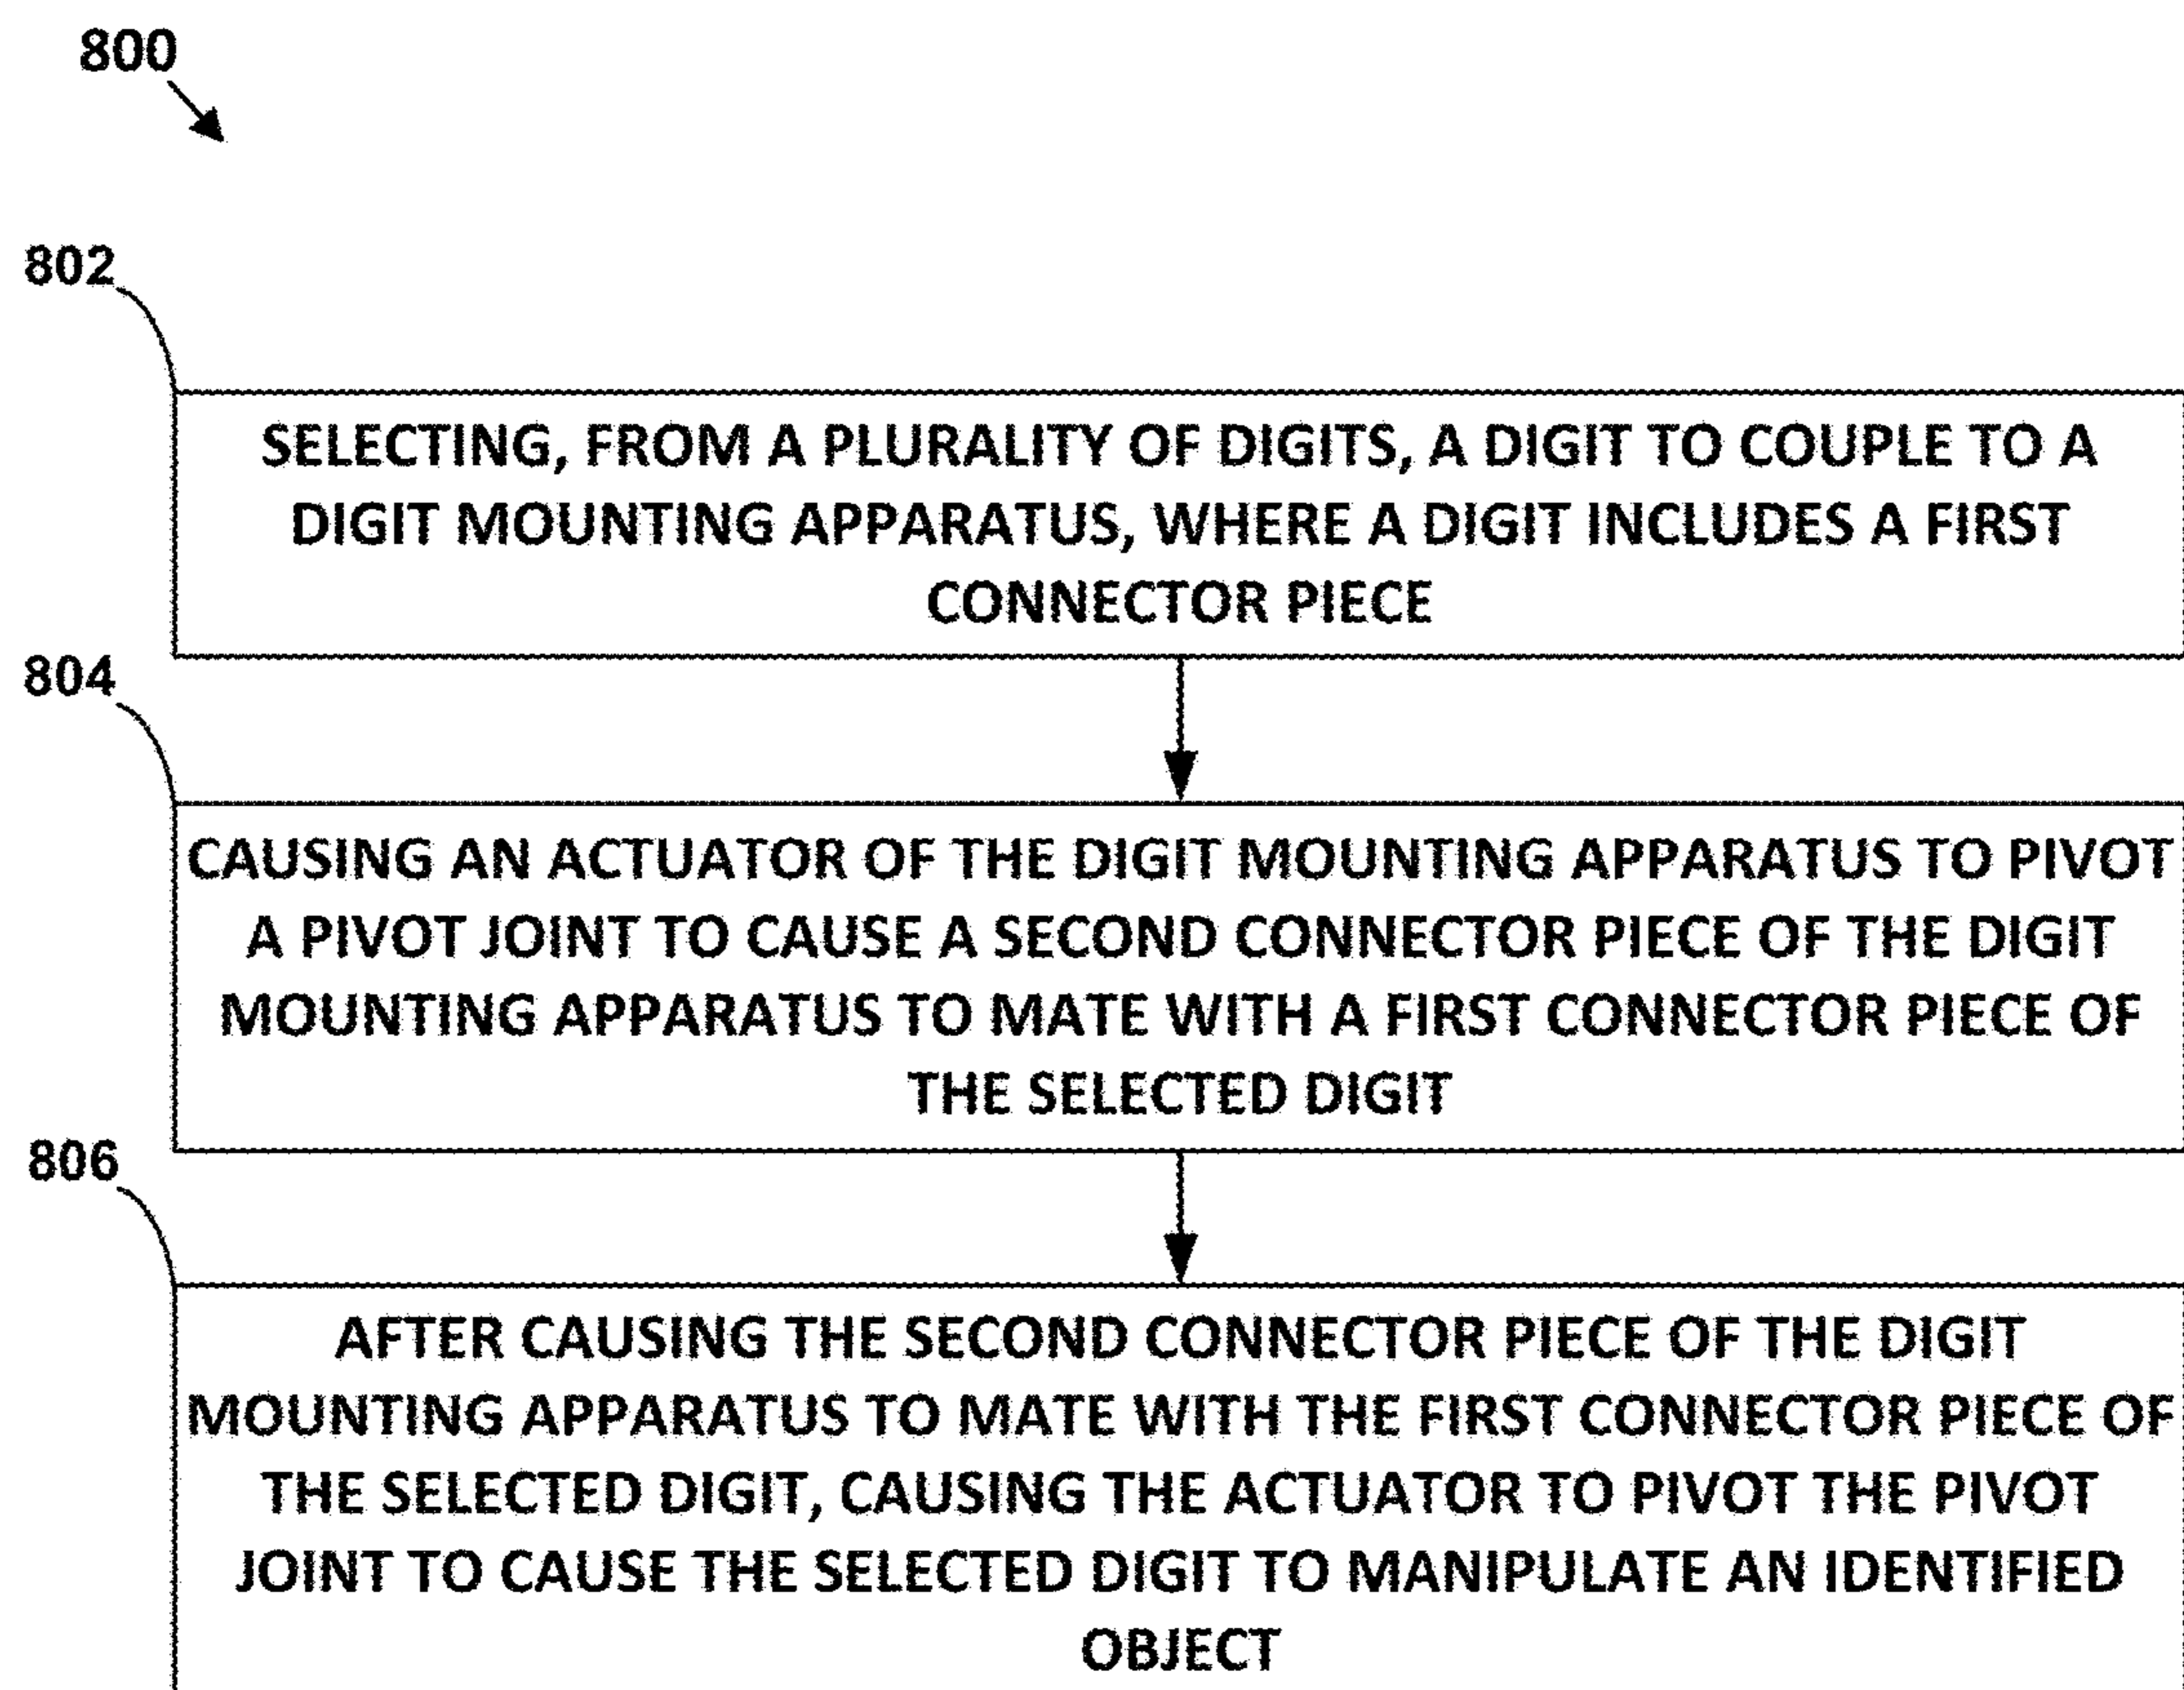 800
802
SELECTING, FROM A PLURALITY OF DIGITS, A DIGIT TO COUPLE TO A
DIGIT MOUNTING APPARATUS, WHERE A DIGIT INCLUDES A FIRST
CONNECTOR PIECE
804
CAUSING AN ACTUATOR OF THE DIGIT MOUNTING APPARATUS TO PIVOT
A PIVOT JOINT TO CAUSE A SECOND CONNECTOR PIECE OF THE DIGIT
MOUNTING APPARATUS TO MATE WITH A FIRST CONNECTOR PIECE OF
THE SELECTED DIGIT
806
AFTER CAUSING THE SECOND CONNECTOR PIECE OF THE DIGIT
MOUNTING APPARATUS TO MATE WITH THE FIRST CONNECTOR PIECE OF
THE SELECTED DIGIT, CAUSING THE ACTUATOR TO PIVOT THE PIVOT
JOINT TO CAUSE THE SELECTED DIGIT TO MANIPULATE AN IDENTIFIED
OBJECT